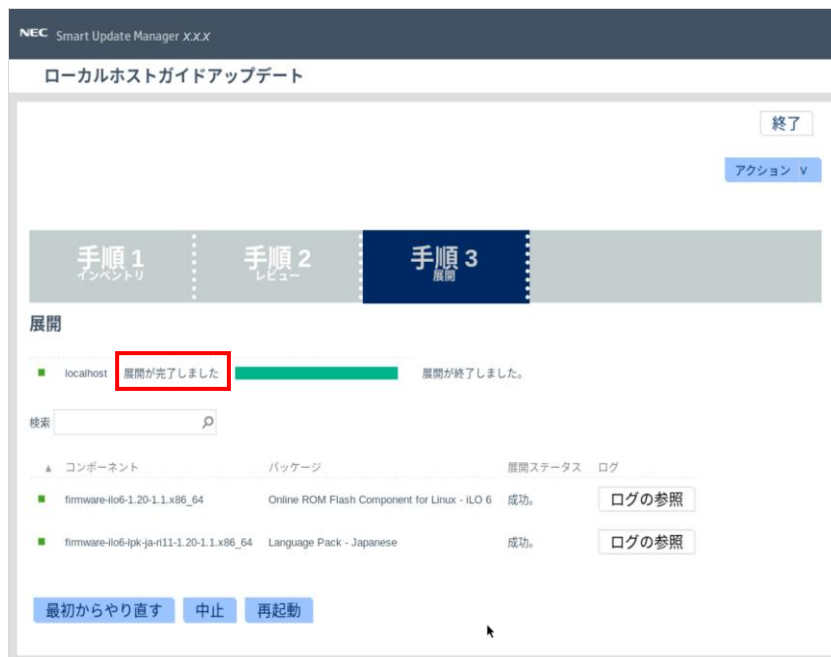 NEC Smart Update Manager X.X.X
ローカルホストガイドアップデート
終了
アクション ∨
手順 1
インベントリ
手順 2
レビュー
手順 3
展開
展開
localhost 展開が完了しました 展開が終了しました。
検索
▲ コンポーネント パッケージ 展開ステータス ログ
firmware-ilo6-1.20-1.1.x86_64 Online ROM Flash Component for Linux - iLO 6 成功。 ログの参照
firmware-ilo6-lpk-ja-ri11-1.20-1.1.x86_64 Language Pack - Japanese 成功。 ログの参照
最初からやり直す 中止 再起動